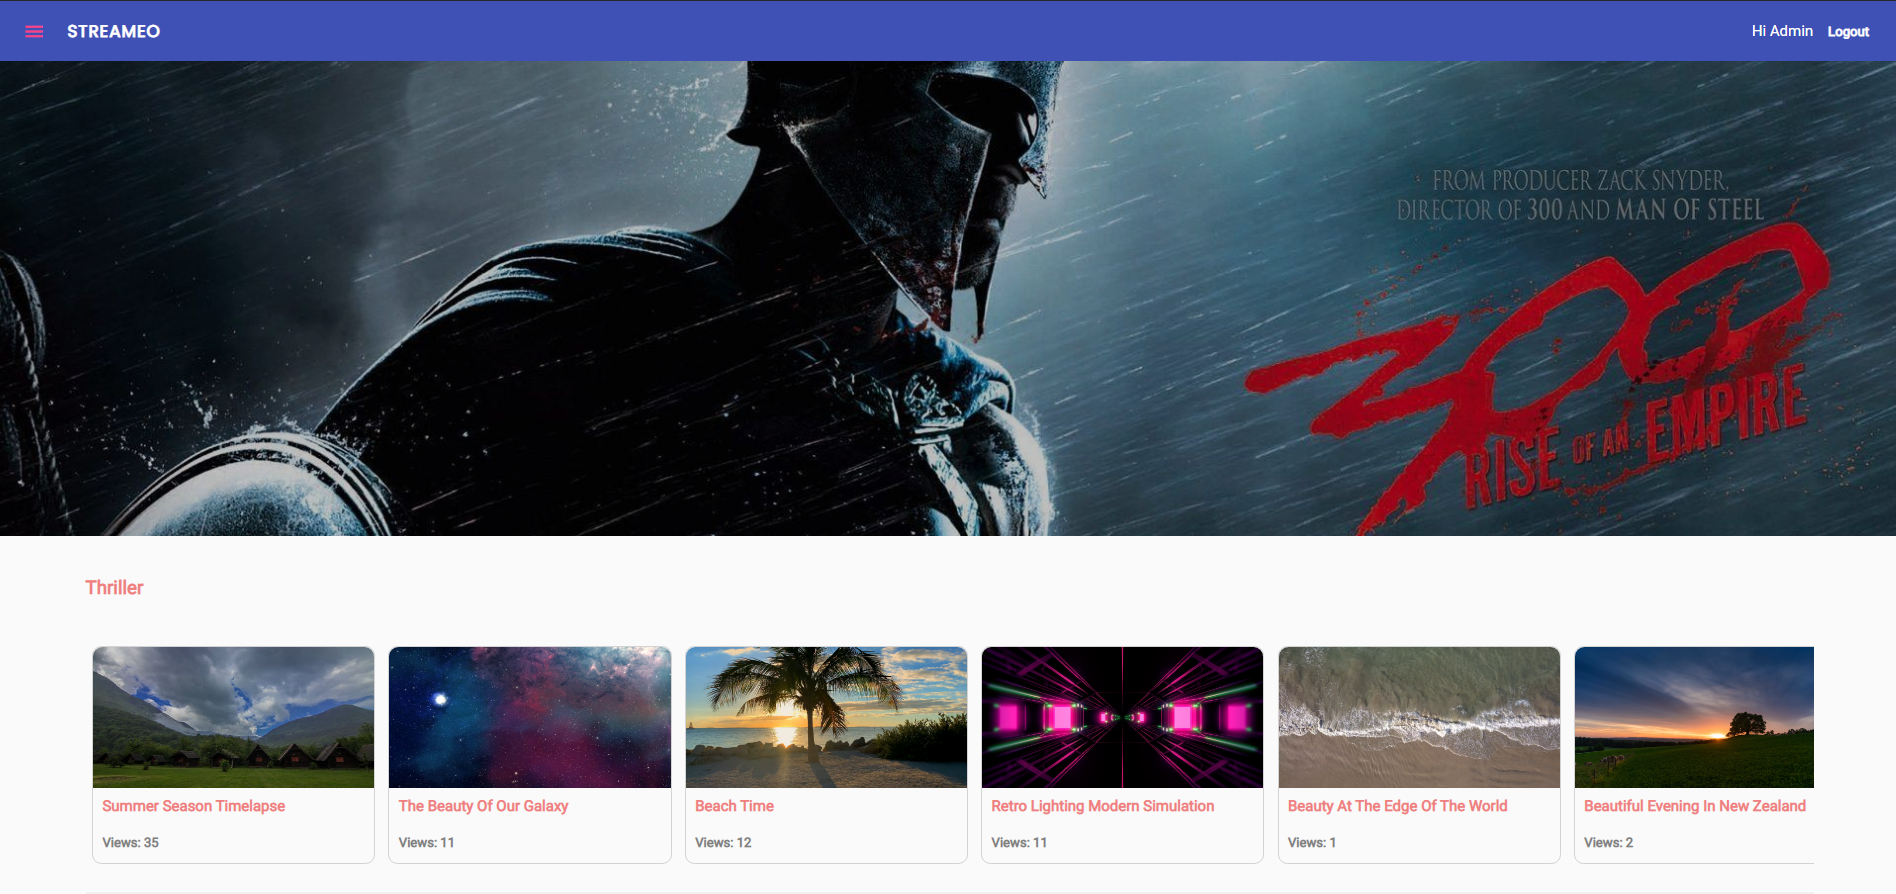 STREAMEO
Hi Admin Logout
FROM PRODUCER ZACK SNYDER,
DIRECTOR OF 300 AND MAN OF STEEL
300
RISE OF AN EMPIRE
Thriller
Summer Season Timelapse
Views: 35
The Beauty Of Our Galaxy
Views: 11
Beach Time
Views: 12
Retro Lighting Modern Simulation
Views: 11
Beauty At The Edge Of The World
Views: 1
Beautiful Evening In New Zealand
Views: 2